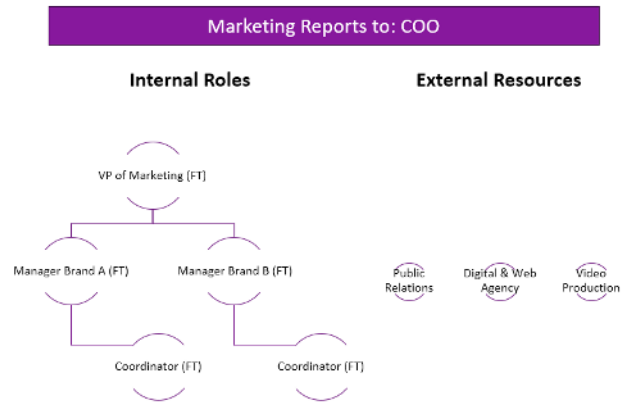 Marketing Reports to: COO
Internal Roles
External Resources
VP of Marketing (FT)
Manager Brand A (FT)
Manager Brand B (FT)
Public
Relations
Digital & Web
Agency
Video
Production
Coordinator (FT)
Coordinator (FT)